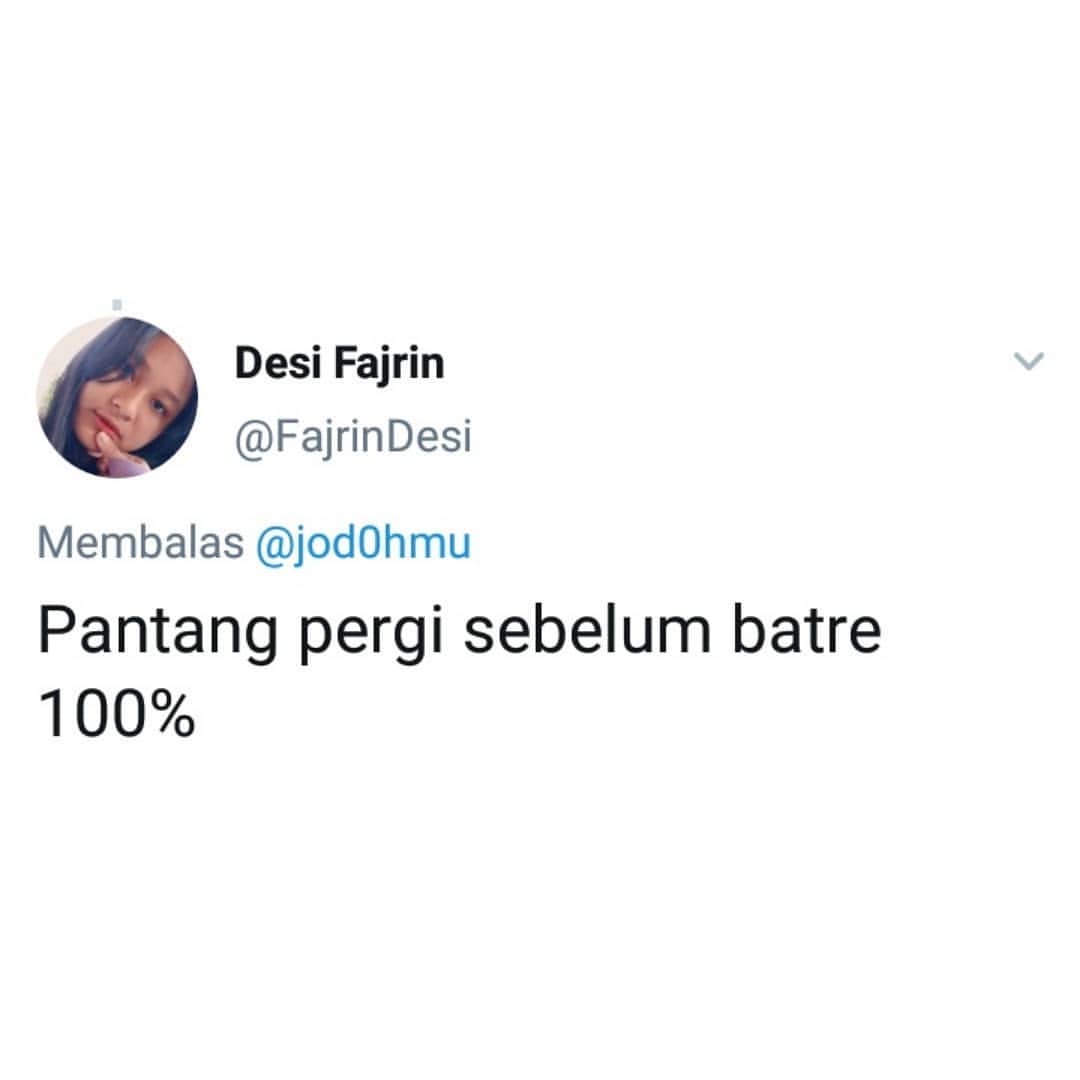 Desi Fajrin
@FajrinDesi
Membalas @jod0hmu
Pantang pergi sebelum batre
100%